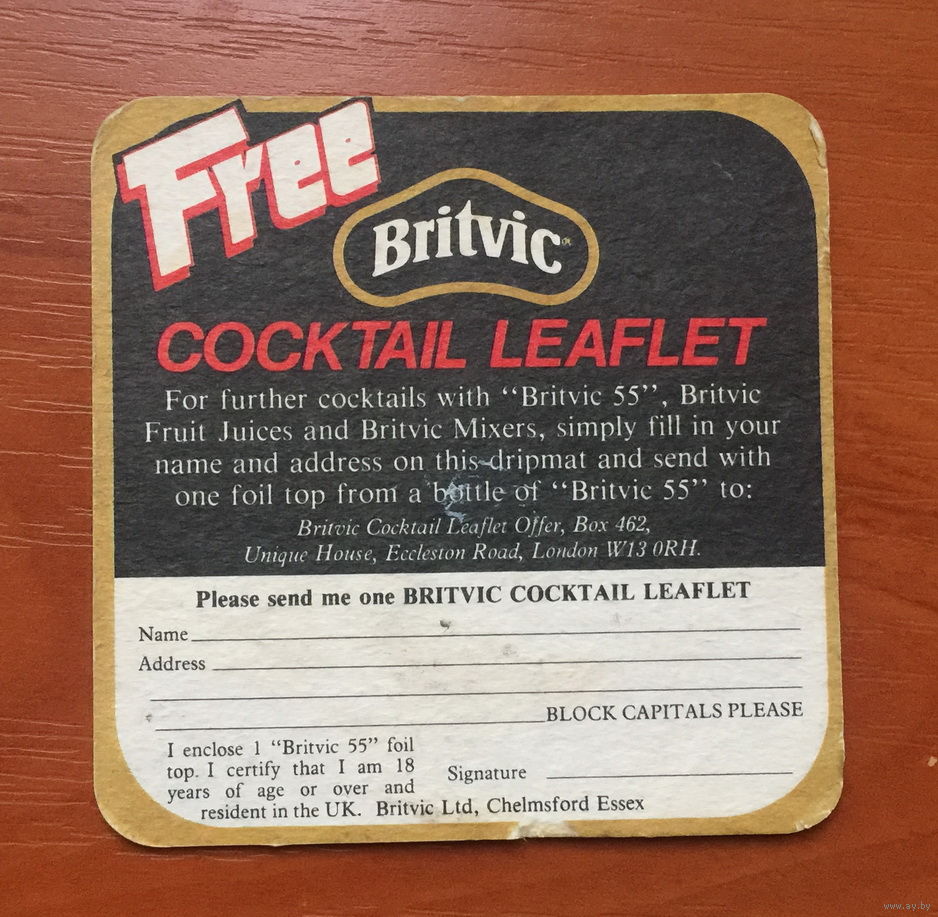 Free
Britvic
COCKTAIL LEAFLET
For further cocktails with “Britvic 55”, Britvic
Fruit Juices and Britvic Mixers, simply fill in your
name and address on this dripmat and send with
one foil top from a bottle of “Britvic 55” to:
Britvic Cocktail Leaflet Offer, Box 462,
Unique House, Eccleston Road, London W13 0RH.
Please send me one BRITVIC COCKTAIL LEAFLET
Name
Address
BLOCK CAPITALS PLEASE
I enclose 1 “Britvic 55” foil
top. I certify that I am 18
years of age or over and
resident in the UK. Britvic Ltd, Chelmsford Essex
Signature
www.ay.by